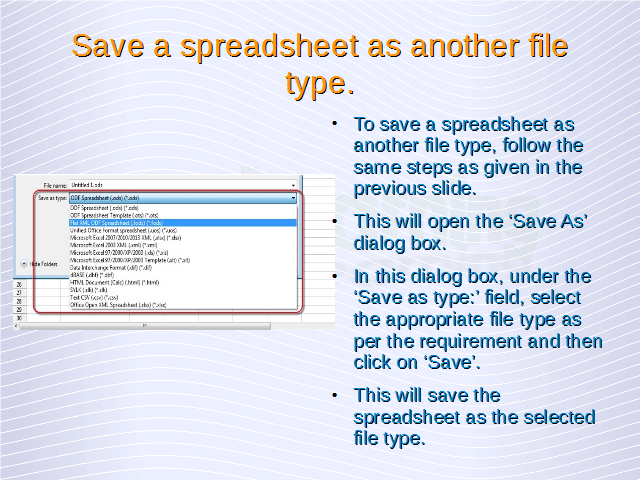 Save a spreadsheet as another file
type.
To save a spreadsheet as
another file type, follow the
same steps as given in the
previous slide.
This will open the ‘Save As’
dialog box.
In this dialog box, under the
‘Save as type:’ field, select
the appropriate file type as
per the requirement and then
click on ‘Save’.
This will save the
spreadsheet as the selected
file type.
File name: Untitled 1.ods
Save as type: ODF Spreadsheet (.ods) (*.ods)
ODF Spreadsheet (.ods) (*.ods)
ODF Spreadsheet Template (.ots) (*.ots)
Flat XML ODF Spreadsheet (.fods) (*.fods)
Unified Office Format spreadsheet (.uos) (*.uos)
Microsoft Excel 2007/2010/2013 XML (.xlsx) (*.xlsx)
Microsoft Excel 2003 XML (.xml) (*.xml)
Microsoft Excel 97/2000/XP/2003 (.xls) (*.xls)
Microsoft Excel 97/2000/XP/2003 Template (.xlt) (*.xlt)
Data Interchange Format (.dif) (*.dif)
dBASE (.dbf) (*.dbf)
HTML Document (Calc) (.html) (*.html)
SYLK (.slk) (*.slk)
Text CSV (.csv) (*.csv)
Office Open XML Spreadsheet (.xlsx) (*.xlsx)
Hide Folders
26
27
28
29
30